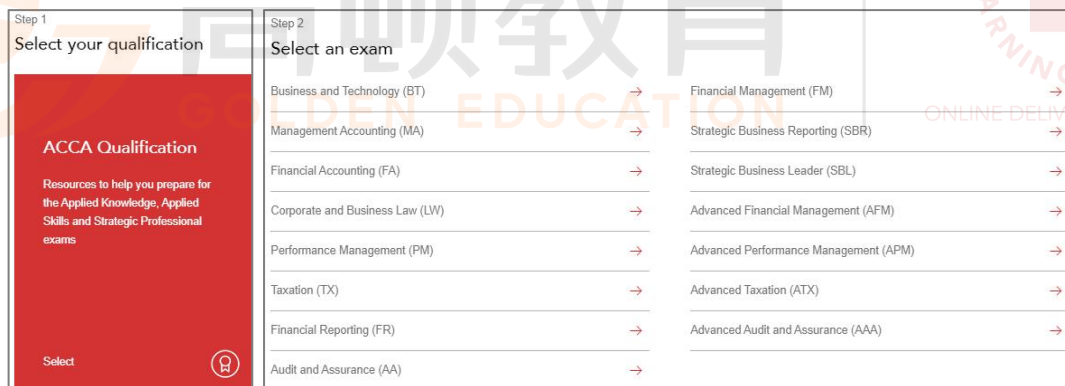 Step 1
Select your qualification
ACCA Qualification
Resources to help you prepare for
the Applied Knowledge, Applied
Skills and Strategic Professional
exams
Select
Step 2
Select an exam
Business and Technology (BT)
Management Accounting (MA)
Financial Accounting (FA)
Corporate and Business Law (LW)
Performance Management (PM)
Taxation (TX)
Financial Reporting (FR)
Audit and Assurance (AA)
Financial Management (FM)
Strategic Business Reporting (SBR)
Strategic Business Leader (SBL)
Advanced Financial Management (AFM)
Advanced Performance Management (APM)
Advanced Taxation (ATX)
Advanced Audit and Assurance (AAA)
高顿教育
GOLDEN EDUCATION
ONLINE